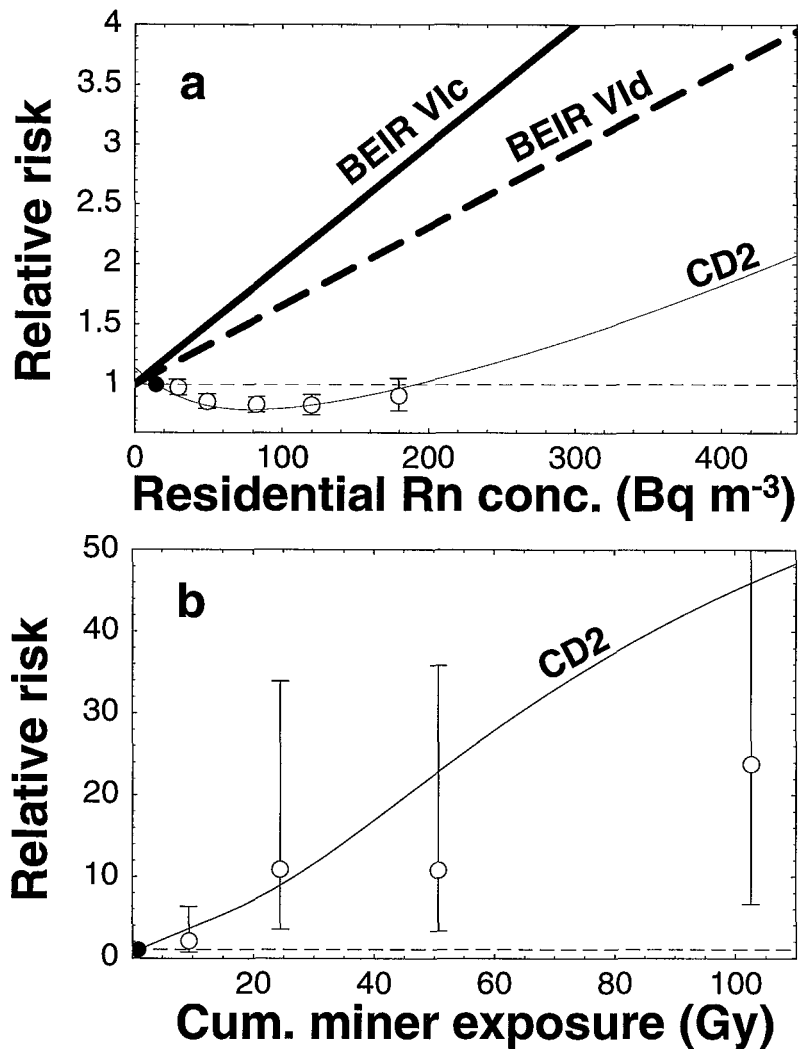 4
3.5
3
2.5
2
1.5
1
a
BEIR VIc
BEIR VId
CD2
Relative risk
0 100 200 300 400
Residential Rn conc. (Bq m-3)
50
40
30
20
10
0
b
CD2
Relative risk
20 40 60 80 100
Cum. miner exposure (Gy)